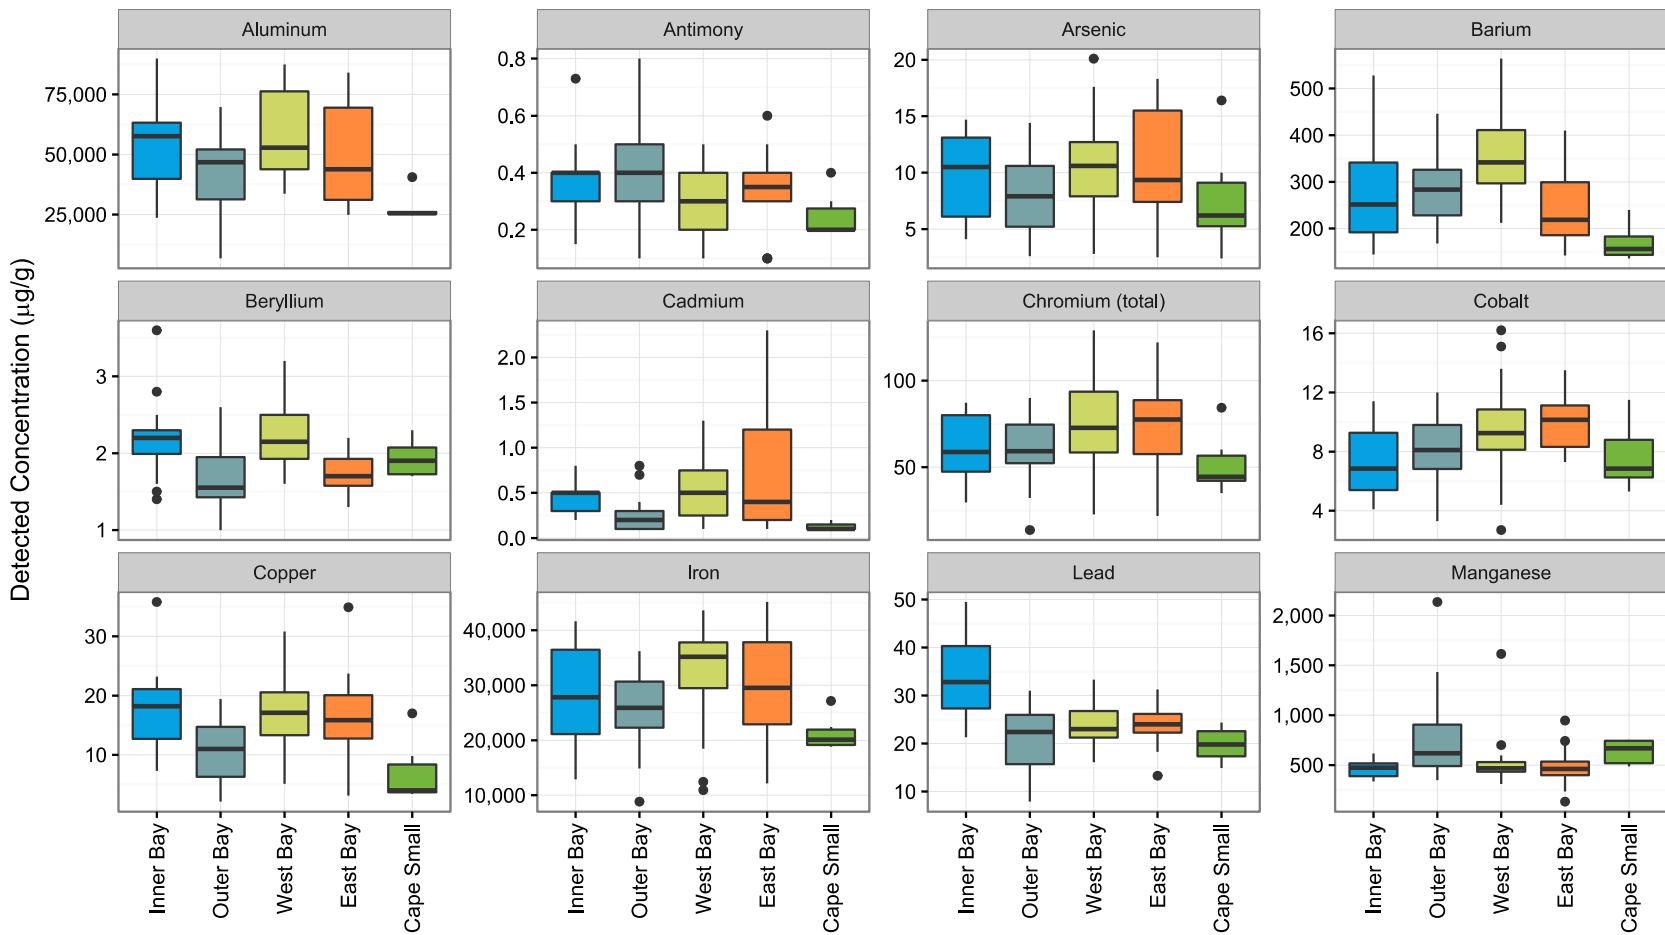 Detected Concentration (μg/g)
Aluminum
75,000
50,000
25,000
Antimony
0.8
0.6
0.4
0.2
Arsenic
20
15
10
5
Barium
500
400
300
200
Beryllium
3
2
1
Cadmium
2.0
1.5
1.0
0.5
0.0
Chromium (total)
100
50
Cobalt
16
12
8
4
Copper
30
20
10
Iron
40,000
30,000
20,000
10,000
Lead
50
40
30
20
10
Manganese
2,000
1,500
1,000
500
Inner Bay
Outer Bay
West Bay
East Bay
Cape Small
Inner Bay
Outer Bay
West Bay
East Bay
Cape Small
Inner Bay
Outer Bay
West Bay
East Bay
Cape Small
Inner Bay
Outer Bay
West Bay
East Bay
Cape Small